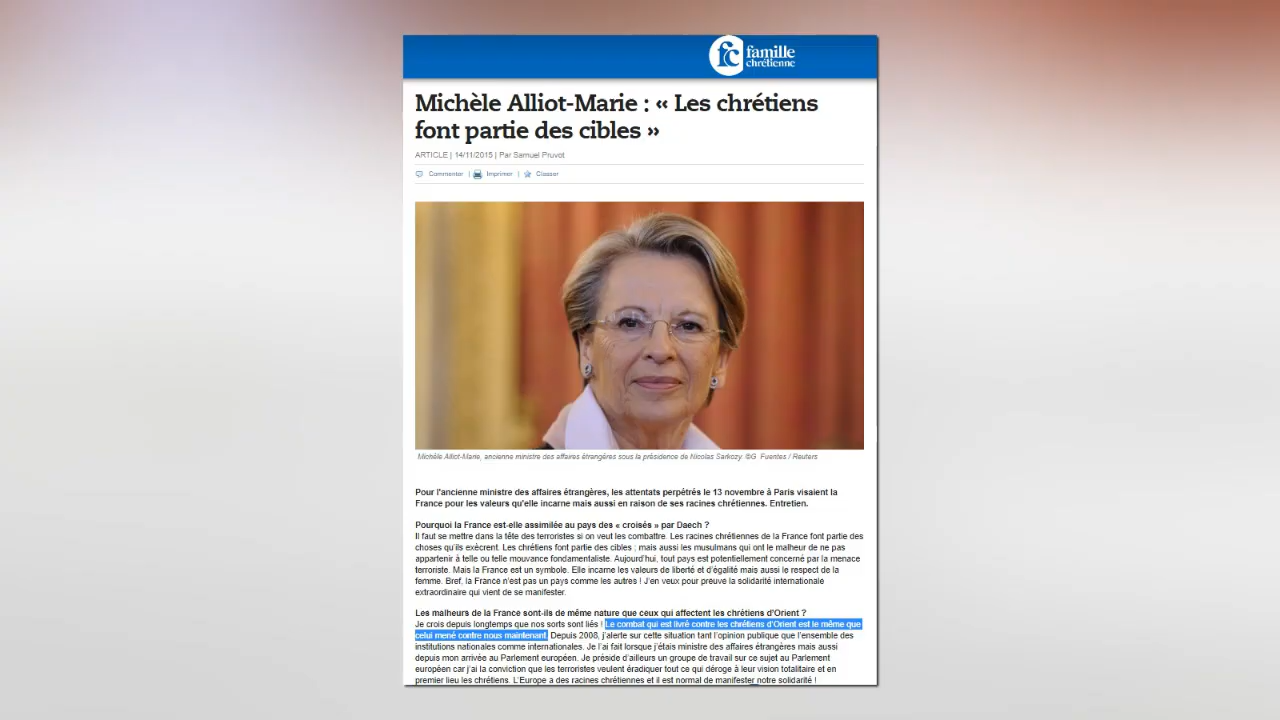 famille
chrétienne
Michèle Alliot-Marie : « Les chrétiens
font partie des cibles »
ARTICLE | 14/11/2015 | Par Samuel Pruvot
Commenter | Imprimer | Classer
Michèle Alliot-Marie, ancienne ministre des affaires étrangères sous la présidence de Nicolas Sarkozy. ©G. Fuentes / Reuters
Pour l'ancienne ministre des affaires étrangères, les attentats perpétrés le 13 novembre à Paris visaient la
France pour les valeurs qu'elle incarne mais aussi en raison de ses racines chrétiennes. Entretien.
Pourquoi la France est-elle assimilée au pays des « croisés » par Daech ?
Il faut se mettre dans la tête des terroristes si on veut les combattre. Les racines chrétiennes de la France font partie des
choses qu'ils exècrent. Les chrétiens font partie des cibles ; mais aussi les musulmans qui ont le malheur de ne pas
appartenir à telle ou telle mouvance fondamentaliste. Aujourd'hui, tout pays est potentiellement concerné par la menace
terroriste. Mais la France est un symbole. Elle incarne les valeurs de liberté et d'égalité mais aussi le respect de la
femme. Bref, la France n'est pas un pays comme les autres ! J'en veux pour preuve la solidarité internationale
extraordinaire qui vient de se manifester.
Les malheurs de la France sont-ils de même nature que ceux qui affectent les chrétiens d'Orient ?
Je crois depuis longtemps que nos sorts sont liés ! Le combat qui est livré contre les chrétiens d'Orient est le même que
celui mené contre nous maintenant. Depuis 2008, j'alerte sur cette situation tant l'opinion publique que l'ensemble des
institutions nationales comme internationales. Je l'ai fait lorsque j'étais ministre des affaires étrangères mais aussi
depuis mon arrivée au Parlement européen. Je préside d'ailleurs un groupe de travail sur ce sujet au Parlement
européen car j'ai la conviction que les terroristes veulent éradiquer tout ce qui déroge à leur vision totalitaire et en
premier lieu les chrétiens. L'Europe a des racines chrétiennes et il est normal de manifester notre solidarité !